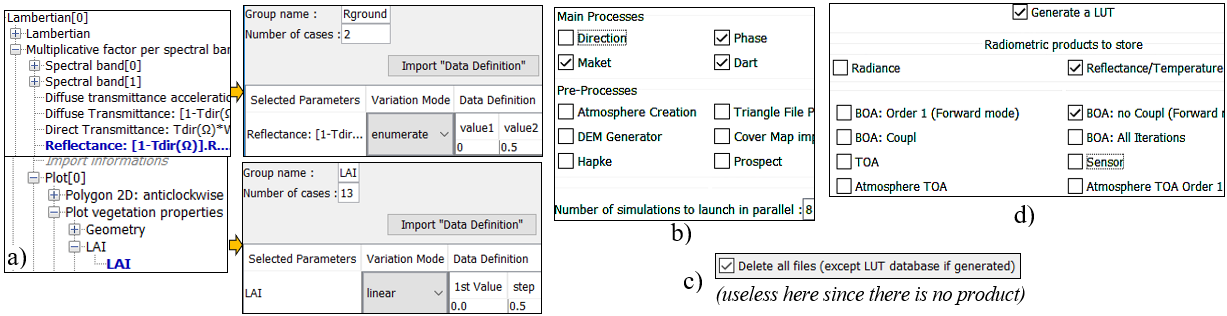 Lambertian[0]
Lambertian
Multiplicative factor per spectral ban
Spectral band[0]
Spectral band[1]
Diffuse transmittance acceleratio
Diffuse Transmittance: [1-Tdir(Ω
Direct Transmittance: Tdir(Ω)*W
Reflectance: [1-Tdir(Ω)].R...
Import informations
Plot[0]
Polygon 2D: anticlockwise
Plot vegetation properties
Geometry
LAI
LAI
a)
Group name : Rground
Number of cases: 2
Import "Data Definition"
Selected Parameters Variation Mode Data Definition
Reflectance: [1-Tdir... enumerate value1 value2
0 0.5
Group name : LAI
Number of cases: 13
Import "Data Definition"
Selected Parameters Variation Mode Data Definition
LAI linear 1st Value step
0.0 0.5
Main Processes
Direction Phase
Maket Dart
Pre-Processes
Atmosphere Creation Triangle File P
DEM Generator Cover Map imp
Hapke Prospect
Number of simulations to launch in parallel : 8
b)
c) Delete all files (except LUT database if generated)
(useless here since there is no product)
Generate a LUT
Radiometric products to store
Radiance Reflectance/Temperature
BOA: Order 1 (Forward mode) BOA: no Coupl (Forward m
BOA: Coupl BOA: All Iterations
TOA Sensor
Atmosphere TOA Atmosphere TOA Order 1
d)